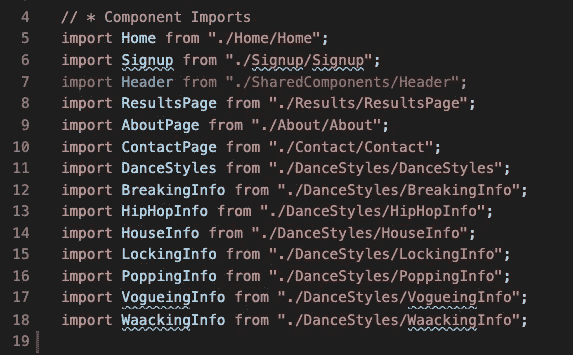 4 // * Component Imports
5 import Home from "./Home/Home";
6 import Signup from "./Signup/Signup";
7 import Header from "./SharedComponents/Header";
8 import ResultsPage from "./Results/ResultsPage";
9 import AboutPage from "./About/About";
10 import ContactPage from "./Contact/Contact";
11 import DanceStyles from "./DanceStyles/DanceStyles";
12 import BreakingInfo from "./DanceStyles/BreakingInfo";
13 import HipHopInfo from "./DanceStyles/HipHopInfo";
14 import HouseInfo from "./DanceStyles/HouseInfo";
15 import LockingInfo from "./DanceStyles/LockingInfo";
16 import PoppingInfo from "./DanceStyles/PoppingInfo";
17 import VogueingInfo from "./DanceStyles/VogueingInfo";
18 import WaackingInfo from "./DanceStyles/WaackingInfo";
19